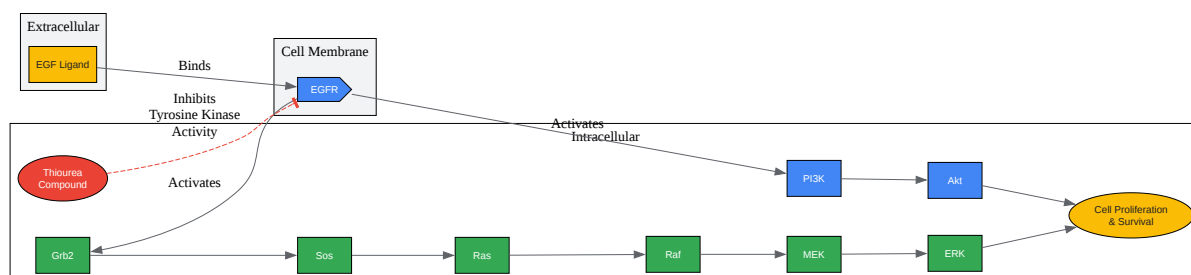 Extracellular
EGF Ligand
Binds
Cell Membrane
EGFR
Inhibits
Tyrosine Kinase
Activity
Activates
Intracellular
Thiourea
Compound
Activates
PI3K
Akt
Cell Proliferation
& Survival
Grb2
Sos
Ras
Raf
MEK
ERK